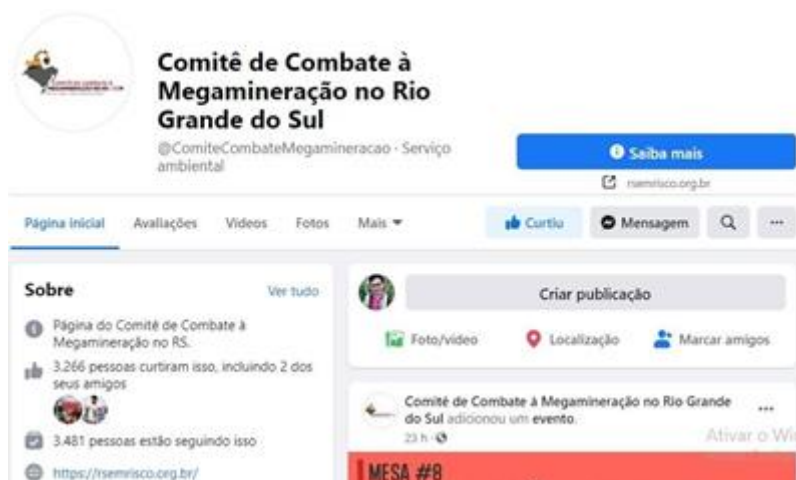 Comitê de Combate à
Megamineração no Rio
Grande do Sul
@ComiteCombateMegamineracao · Serviço
ambiental
Saiba mais
rsemrisco.org.br
Página inicial Avaliações Vídeos Fotos Mais
Curtiu Mensagem
Sobre Ver tudo
Página do Comitê de Combate à
Megamineração no RS.
3.266 pessoas curtiram isso, incluindo 2 dos
seus amigos
3.481 pessoas estão seguindo isso
https://rsemrisco.org.br/
Criar publicação
Foto/vídeo Localização Marcar amigos
Comitê de Combate à Megamineração no Rio Grande
do Sul adicionou um evento.
23 h ·
Ativar o Wi
MESA #8